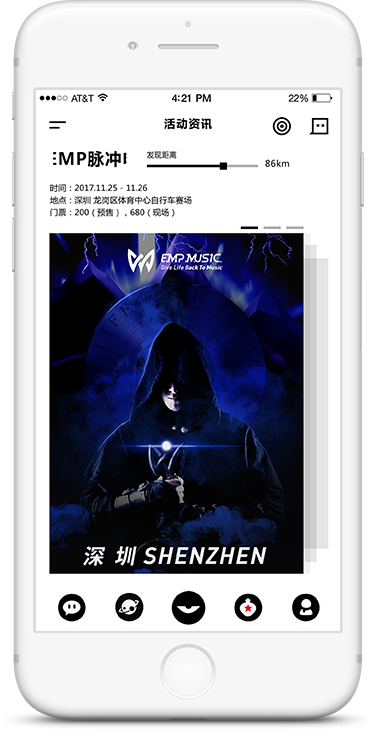 AT&T 4:21 PM 22%
活动资讯
EMP脉冲电
发现距离
86km
时间：2017.11.25 - 11.26
地点：深圳 龙岗区体育中心自行车赛场
门票：200（预售），680（现场）
EMP MUSIC.
Give Life Back To Music
深圳 SHENZHEN